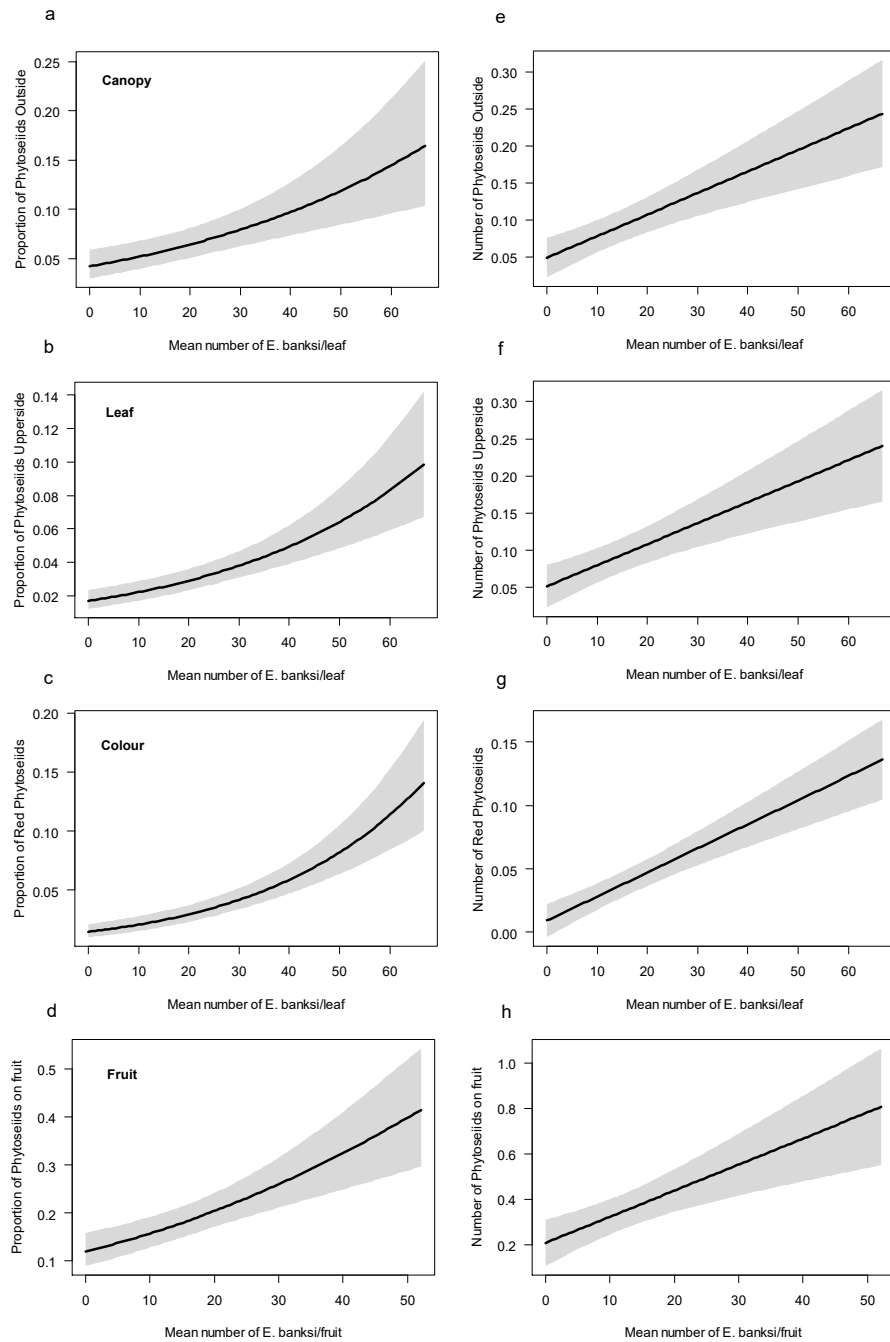 a
Proportion of Phytoseiids Outside
0.25
0.20
0.15
0.10
0.05
Canopy
0 10 20 30 40 50 60
Mean number of E. banksi/leaf
e
Number of Phytoseiids Outside
0.30
0.25
0.20
0.15
0.10
0.05
0 10 20 30 40 50 60
Mean number of E. banksi/leaf
b
Proportion of Phytoseiids Upperside
0.14
0.12
0.10
0.08
0.06
0.04
0.02
Leaf
0 10 20 30 40 50 60
Mean number of E. banksi/leaf
f
Number of Phytoseiids Upperside
0.30
0.25
0.20
0.15
0.10
0.05
0 10 20 30 40 50 60
Mean number of E. banksi/leaf
c
Proportion of Red Phytoseiids
0.20
0.15
0.10
0.05
Colour
0 10 20 30 40 50 60
Mean number of E. banksi/leaf
g
Number of Red Phytoseiids
0.15
0.10
0.05
0.00
0 10 20 30 40 50 60
Mean number of E. banksi/leaf
d
Proportion of Phytoseiids on fruit
0.5
0.4
0.3
0.2
0.1
Fruit
0 10 20 30 40 50
Mean number of E. banksi/fruit
h
Number of Phytoseiids on fruit
1.0
0.8
0.6
0.4
0.2
0 10 20 30 40 50
Mean number of E. banksi/fruit